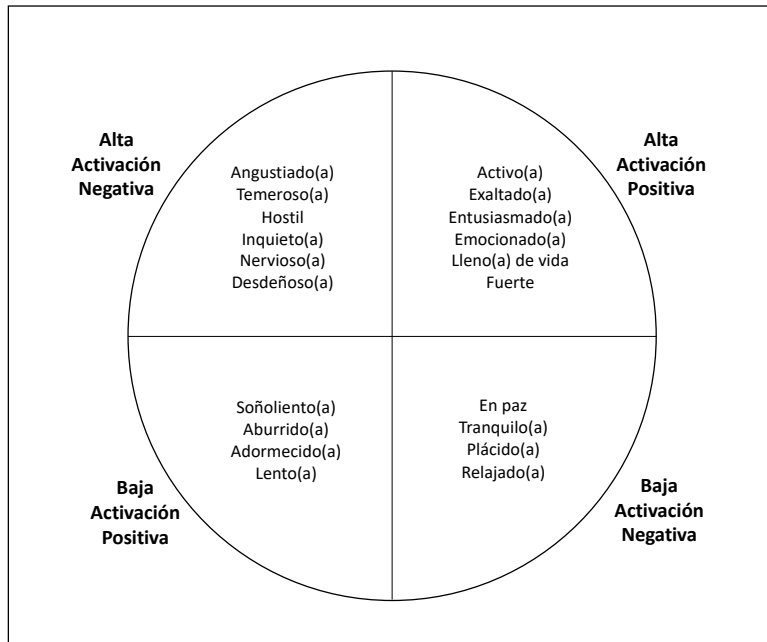 Alta
Activación
Negativa
Angustiado(a)
Temeroso(a)
Hostil
Inquieto(a)
Nervioso(a)
Desdeñoso(a)
Activo(a)
Exaltado(a)
Entusiasmado(a)
Emocionado(a)
Lleno(a) de vida
Fuerte
Alta
Activación
Positiva
Baja
Activación
Positiva
Soñoliento(a)
Aburrido(a)
Adormecido(a)
Lento(a)
En paz
Tranquilo(a)
Plácido(a)
Relajado(a)
Baja
Activación
Negativa